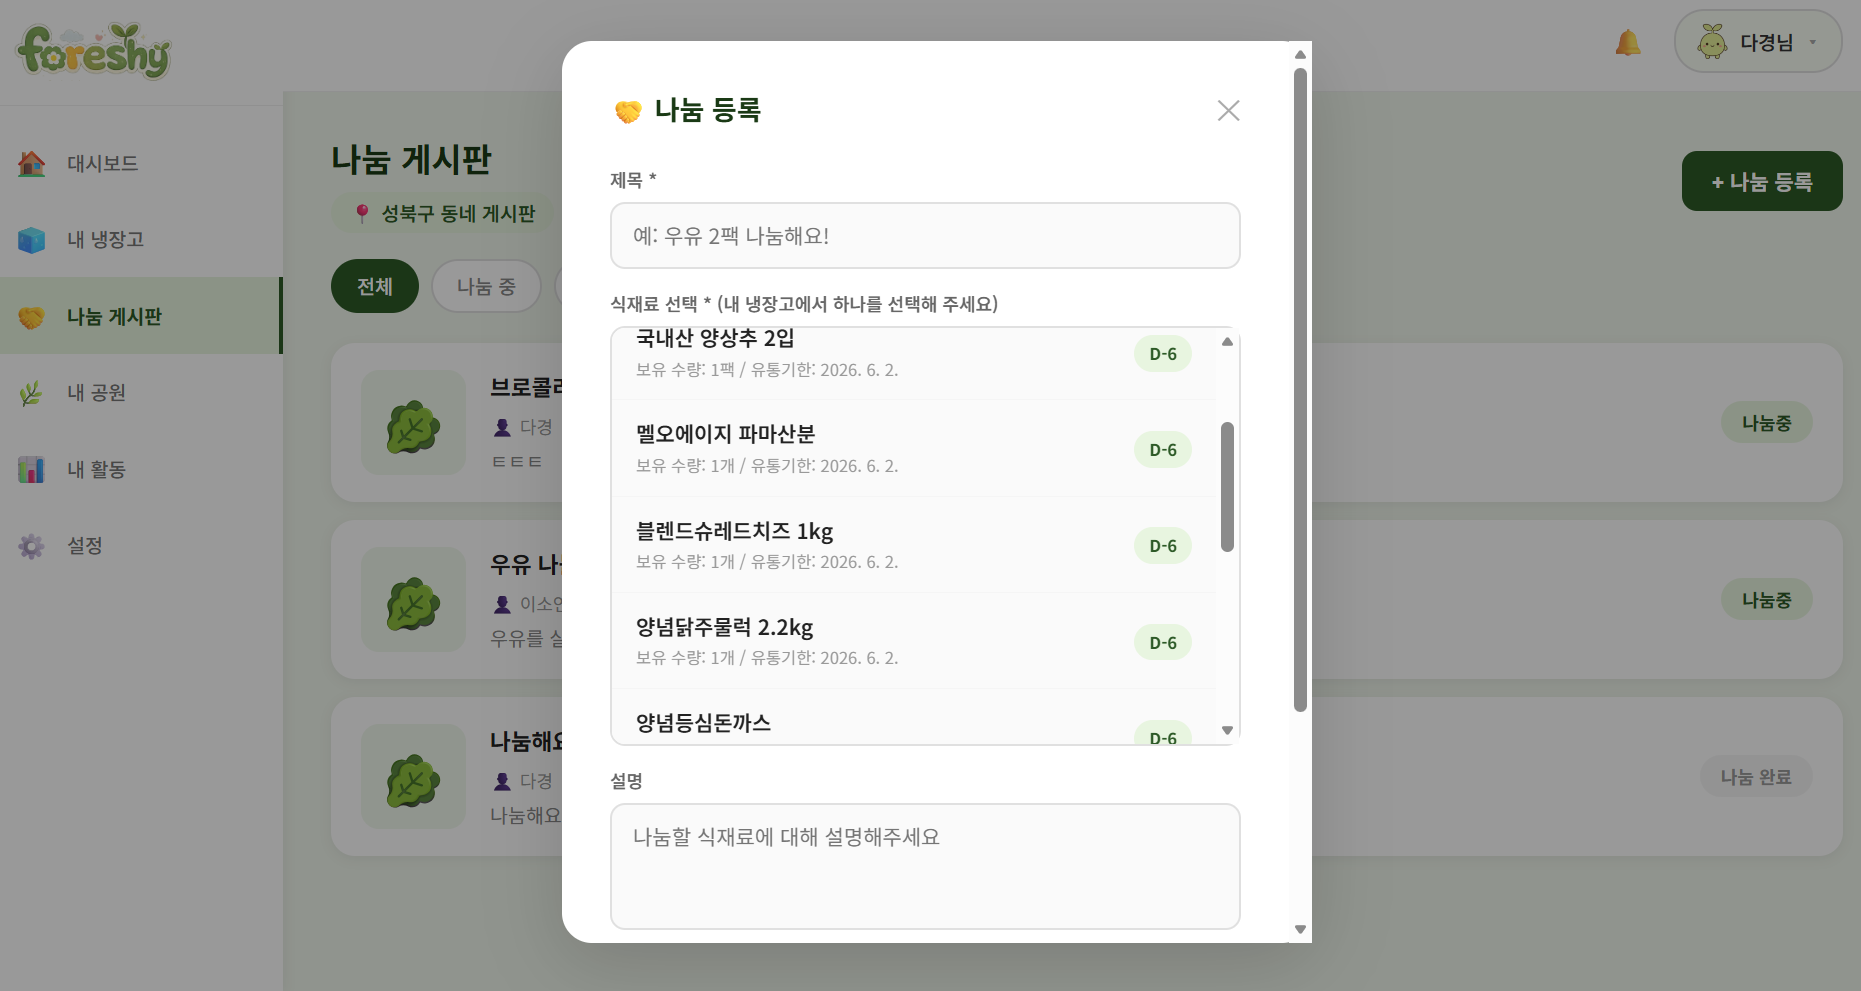 foreshy
다경님
대시보드
내 냉장고
나눔 게시판
내 공원
내 활동
설정
나눔 게시판
성북구 동네 게시판
+ 나눔 등록
전체
나눔 중
브로콜리
다경
ㅌㅌㅌ
나눔중
우유 나
이소연
우유를
나눔중
나눔해요
다경
나눔해요
나눔 완료
나눔 등록
제목 *
예: 우유 2팩 나눔해요!
식재료 선택 * (내 냉장고에서 하나를 선택해 주세요)
국내산 양상추 2입
보유 수량: 1팩 / 유통기한: 2026. 6. 2.
D-6
멜오에이지 파마산분
보유 수량: 1개 / 유통기한: 2026. 6. 2.
D-6
블렌드슈레드치즈 1kg
보유 수량: 1개 / 유통기한: 2026. 6. 2.
D-6
양념닭주물럭 2.2kg
보유 수량: 1개 / 유통기한: 2026. 6. 2.
D-6
양념등심돈까스
D-6
설명
나눔할 식재료에 대해 설명해주세요